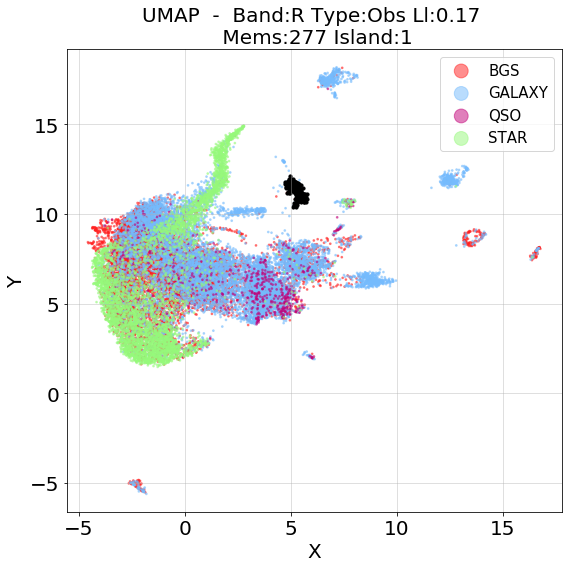 UMAP  -  Band:R Type:Obs Ll:0.17
Mems:277 Island:1
BGS
GALAXY
QSO
STAR
15
10
5
0
−5
Y
−5
0
5
10
15
X